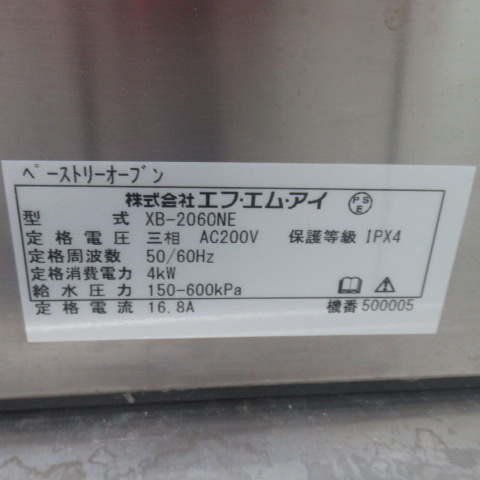 ペーストリーオーブン
株式会社エフ・エム・アイ PSE
型式 XB-2060NE
定格電圧 三相 AC200V 保護等級 IPX4
定格周波数 50/60Hz
定格消費電力 4kW
給水圧力 150-600kPa
定格電流 16.8A 機番 500005